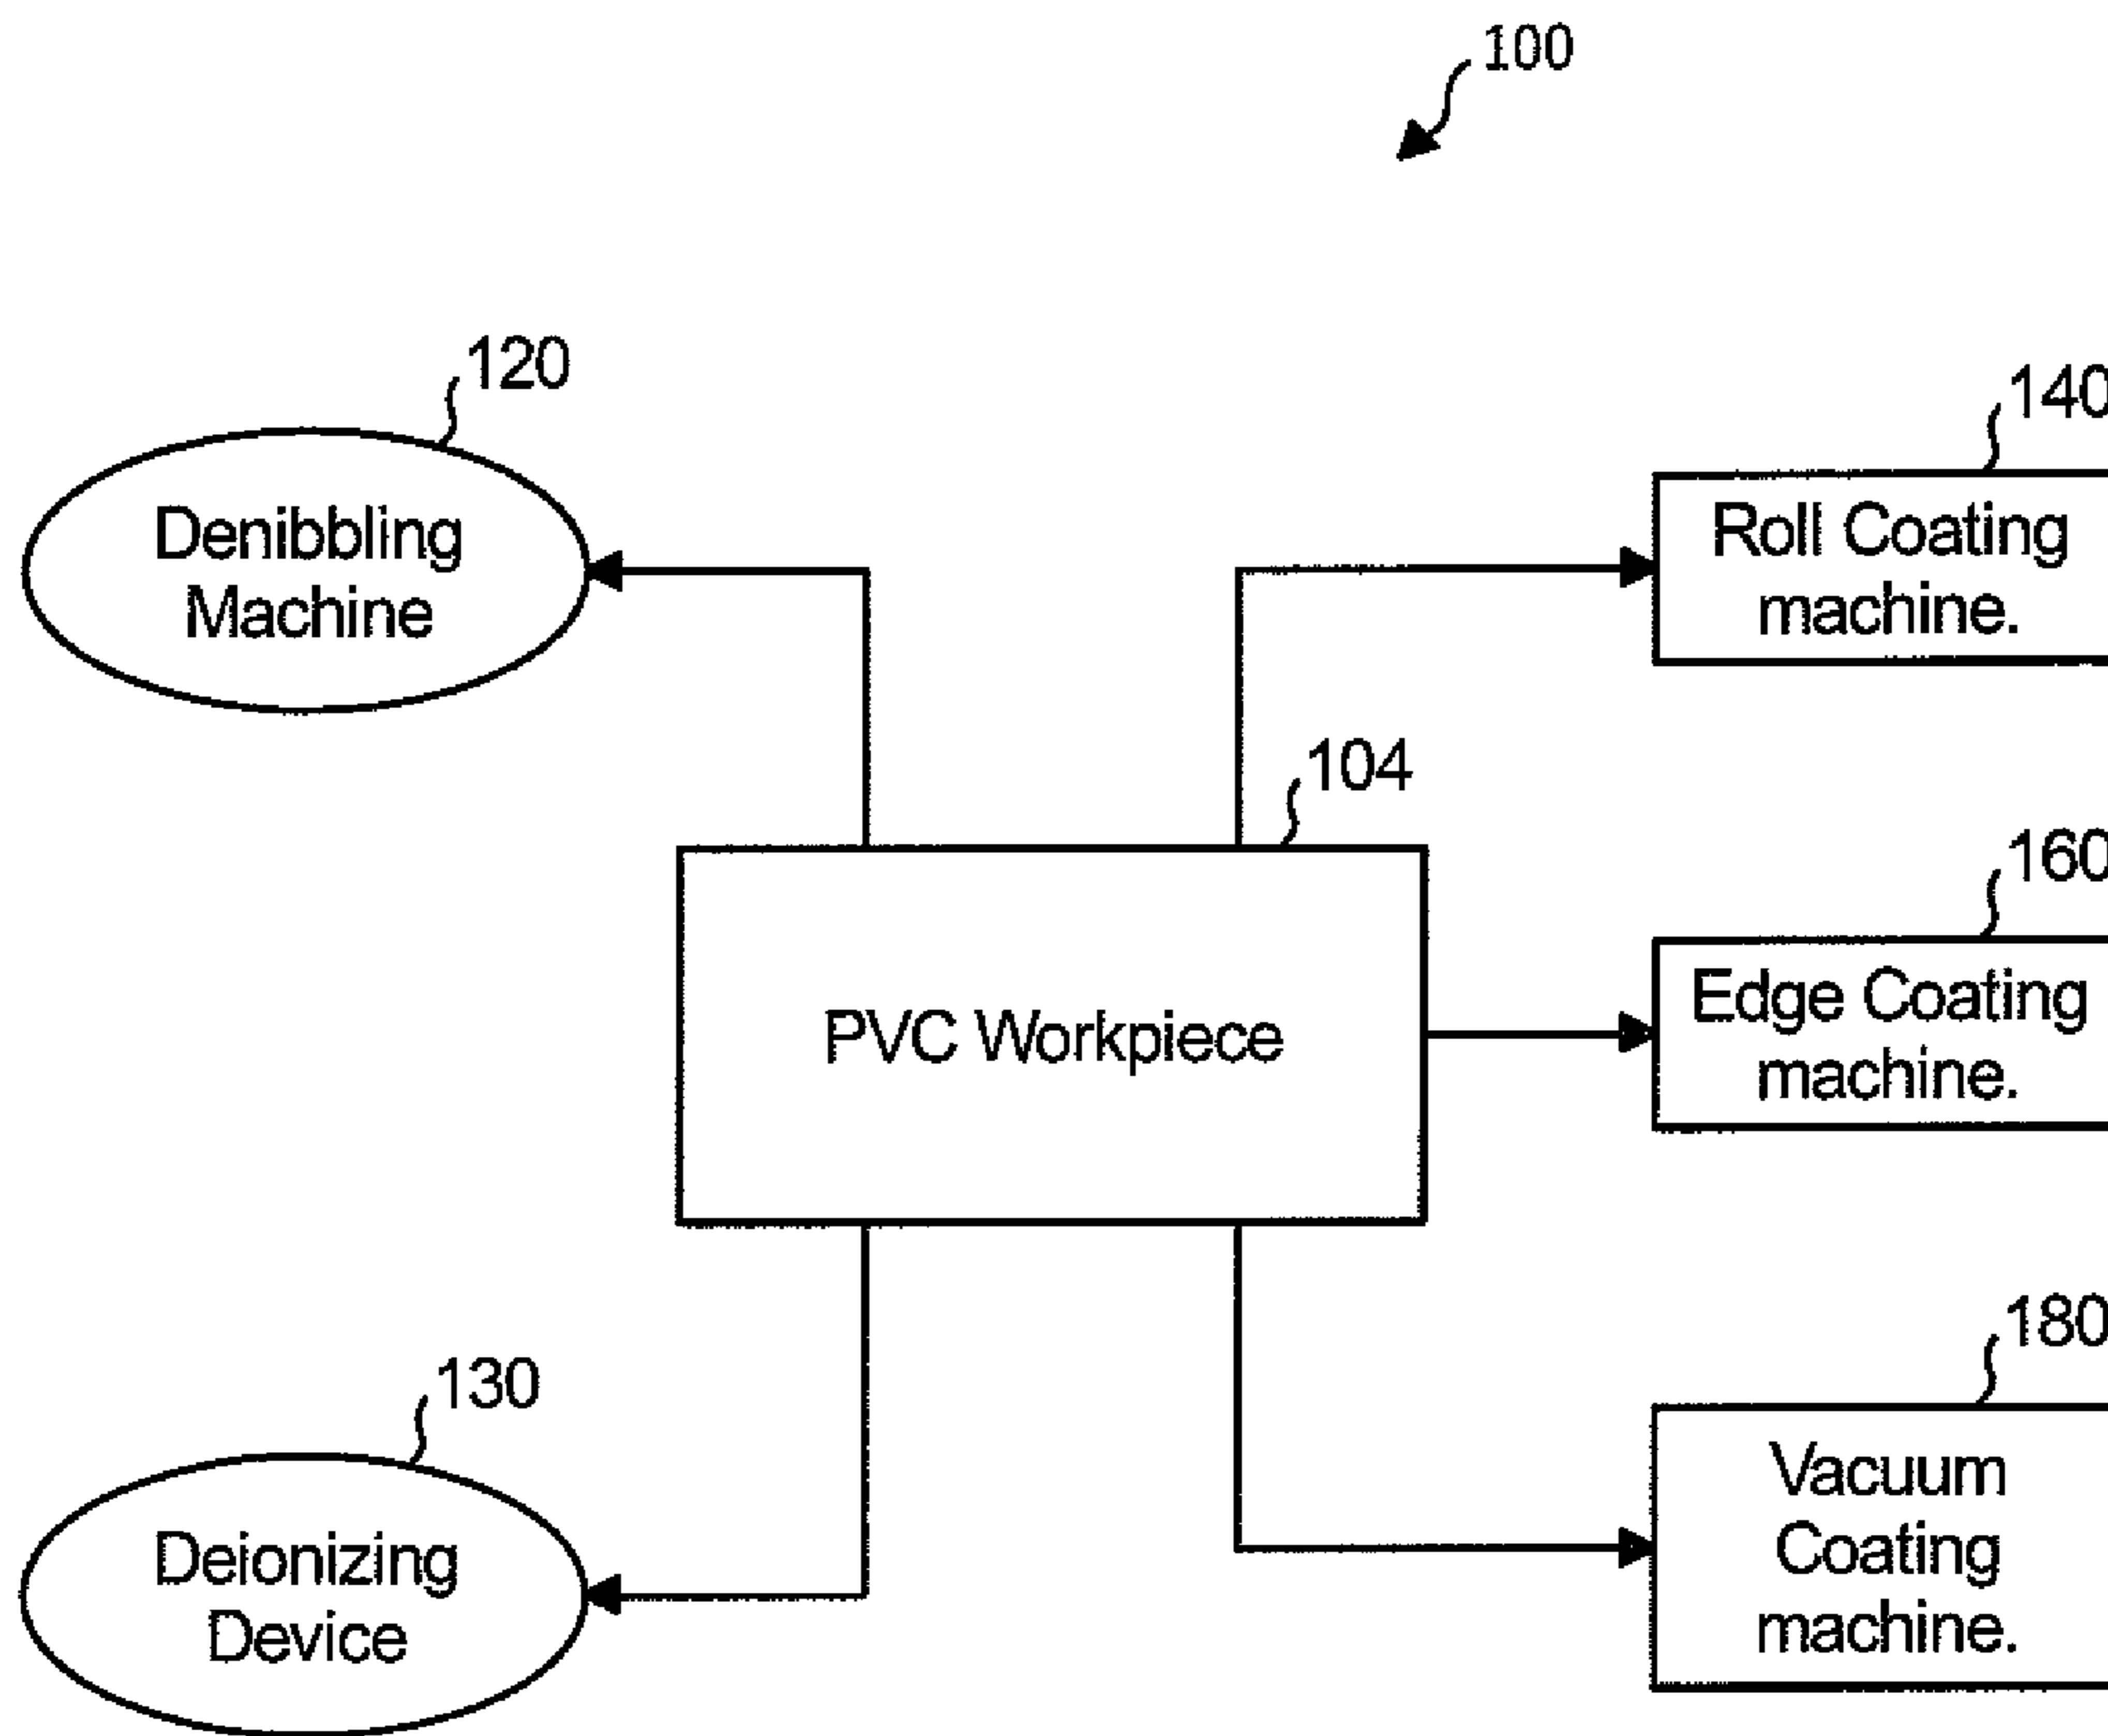 100
120
Denibbling
Machine
140
Roll Coating
machine.
104
PVC Workpiece
160
Edge Coating
machine.
130
Deionizing
Device
180
Vacuum
Coating
machine.